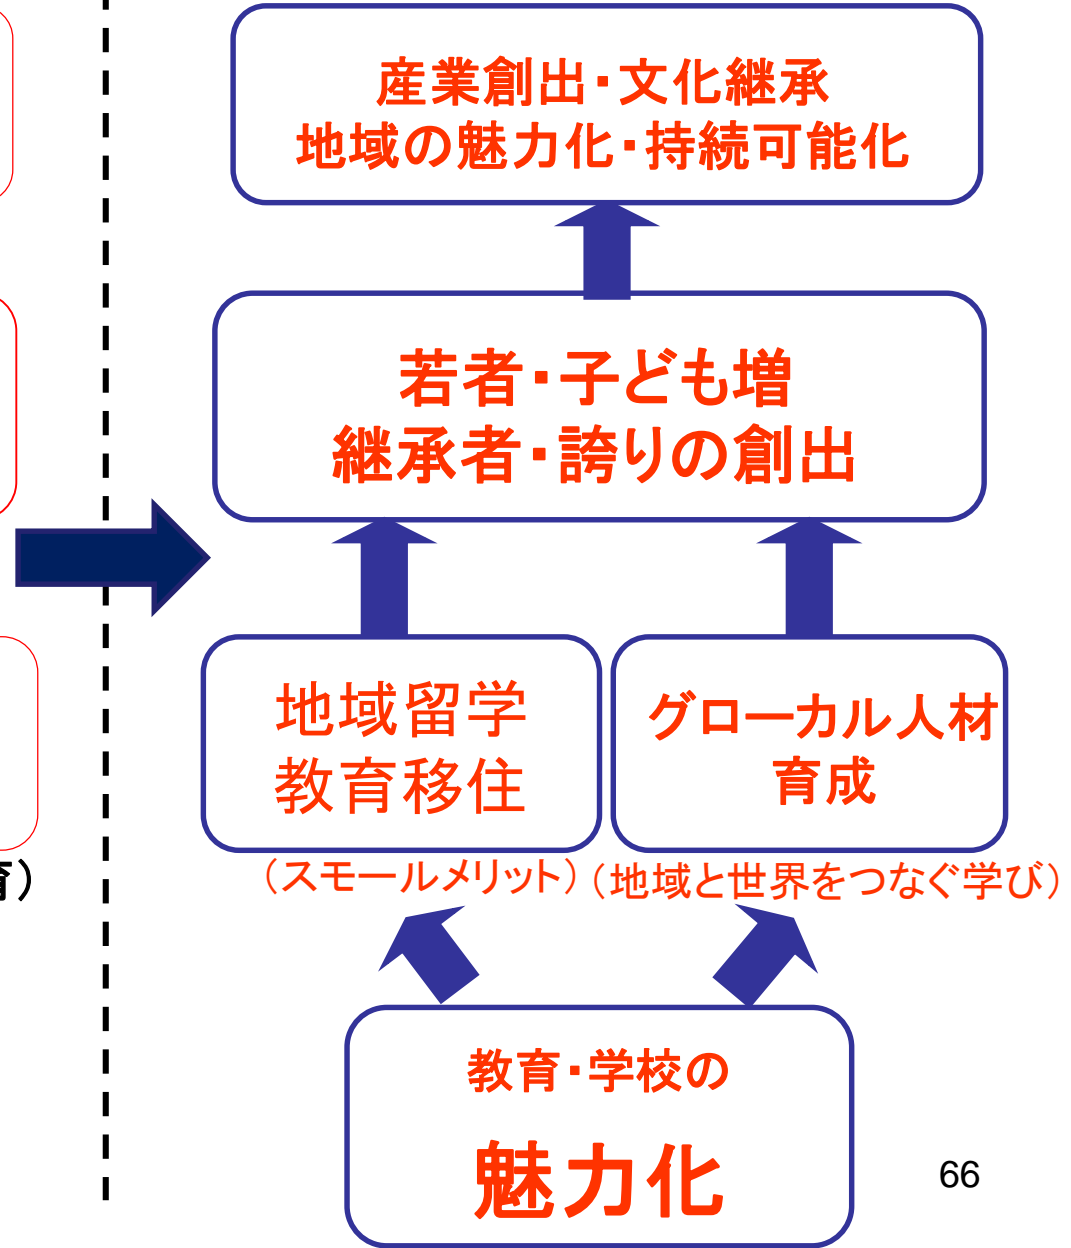 産業創出・文化継承
地域の魅力化・持続可能化
若者・子ども増
継承者・誇りの創出
地域留学
教育移住
グローカル人材
育成
育）
（スモールメリット）
（地域と世界をつなぐ学び）
教育・学校の
魅力化
66